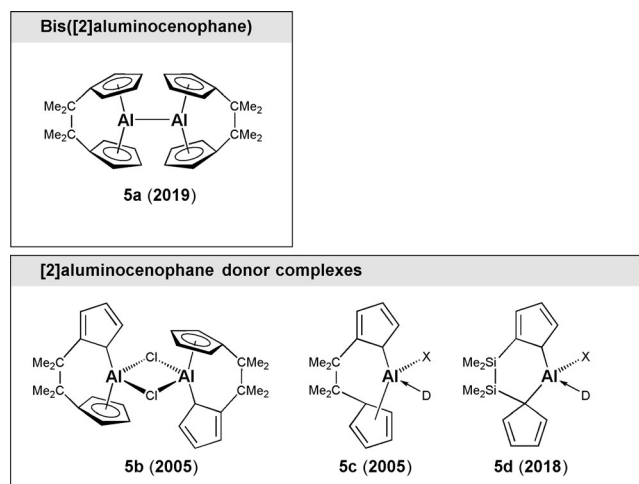 Bis([2]aluminocenophane)
Me₂C Al Al CMe₂
Me₂C CMe₂
5a (2019)
[2]aluminocenophane donor complexes
Me₂C Al Cl Al CMe₂ Me₂C X Me₂Si X
Me₂C Cl CMe₂ Me₂C Al D Me₂Si Al D
5b (2005) 5c (2005) 5d (2018)